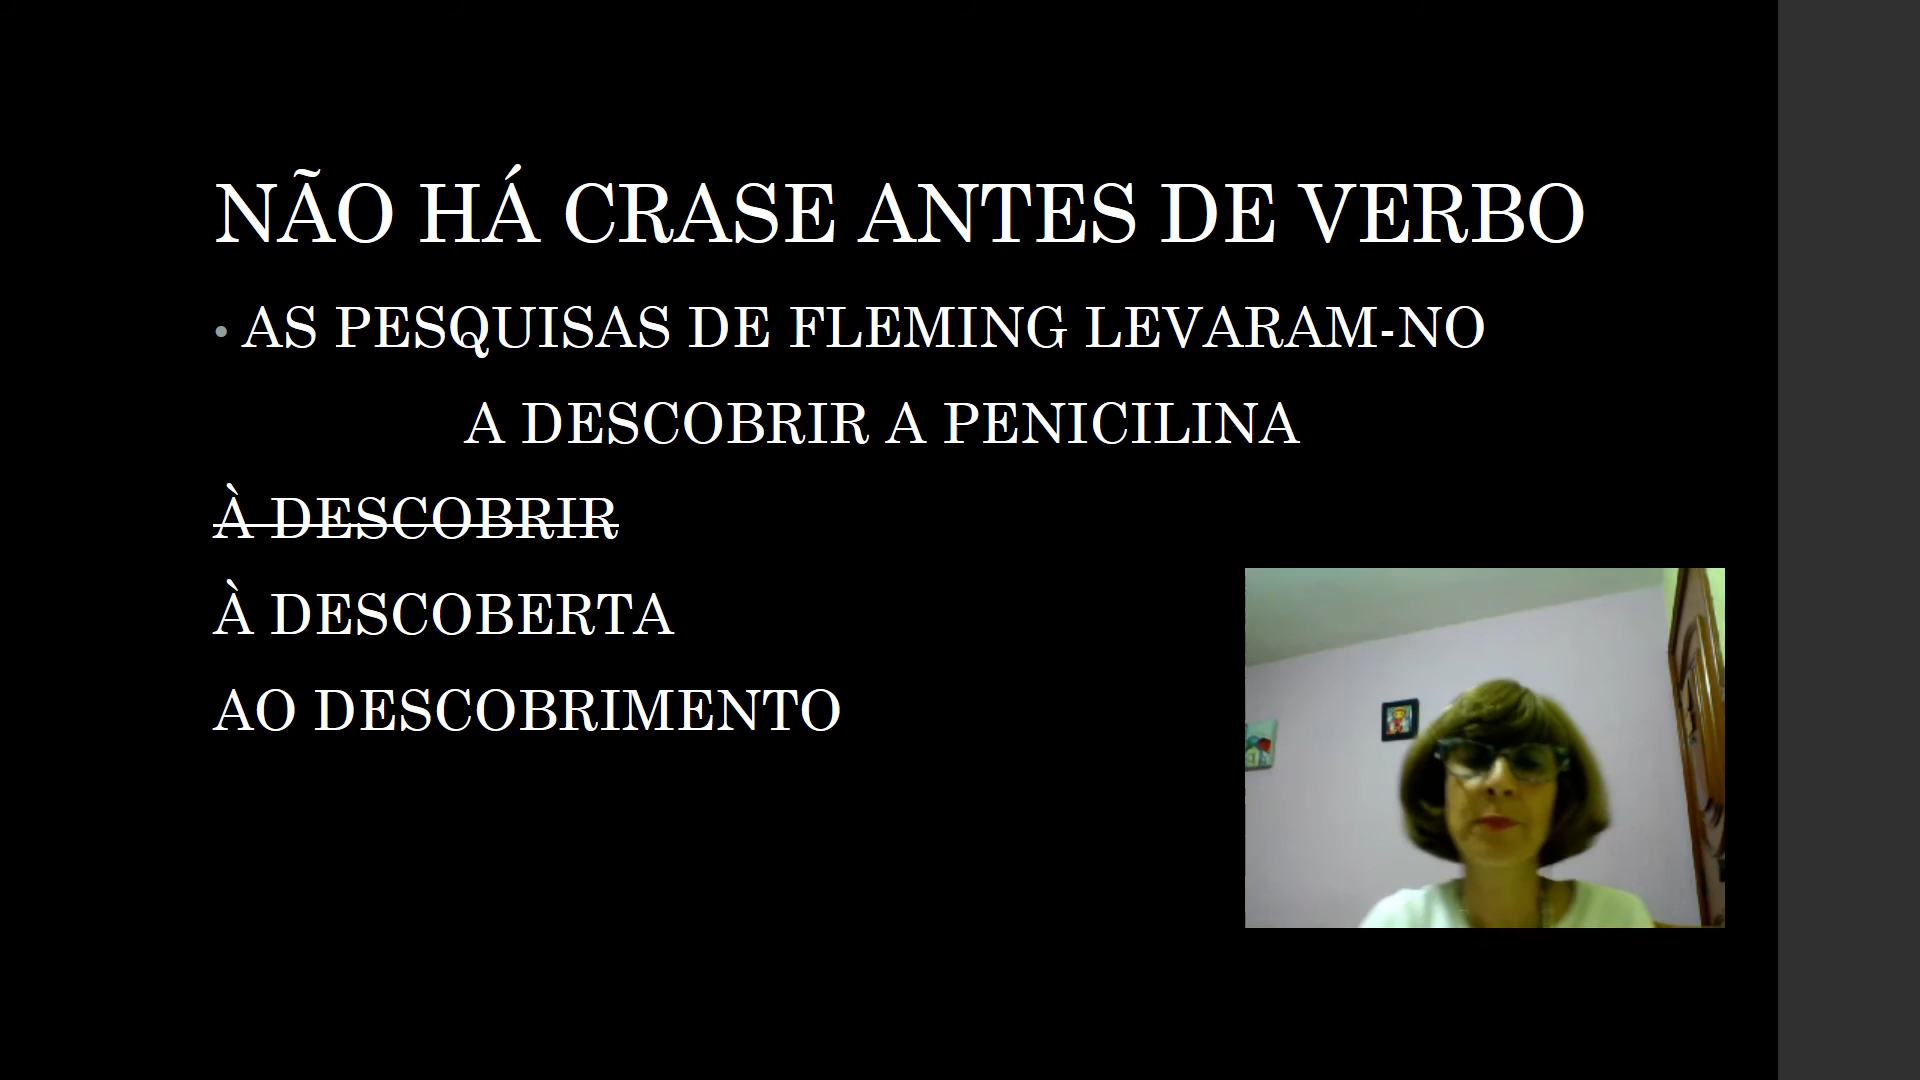 NÃO HÁ CRASE ANTES DE VERBO
• AS PESQUISAS DE FLEMING LEVARAM-NO
A DESCOBRIR A PENICILINA
À DESCOBRIR
À DESCOBERTA
AO DESCOBRIMENTO